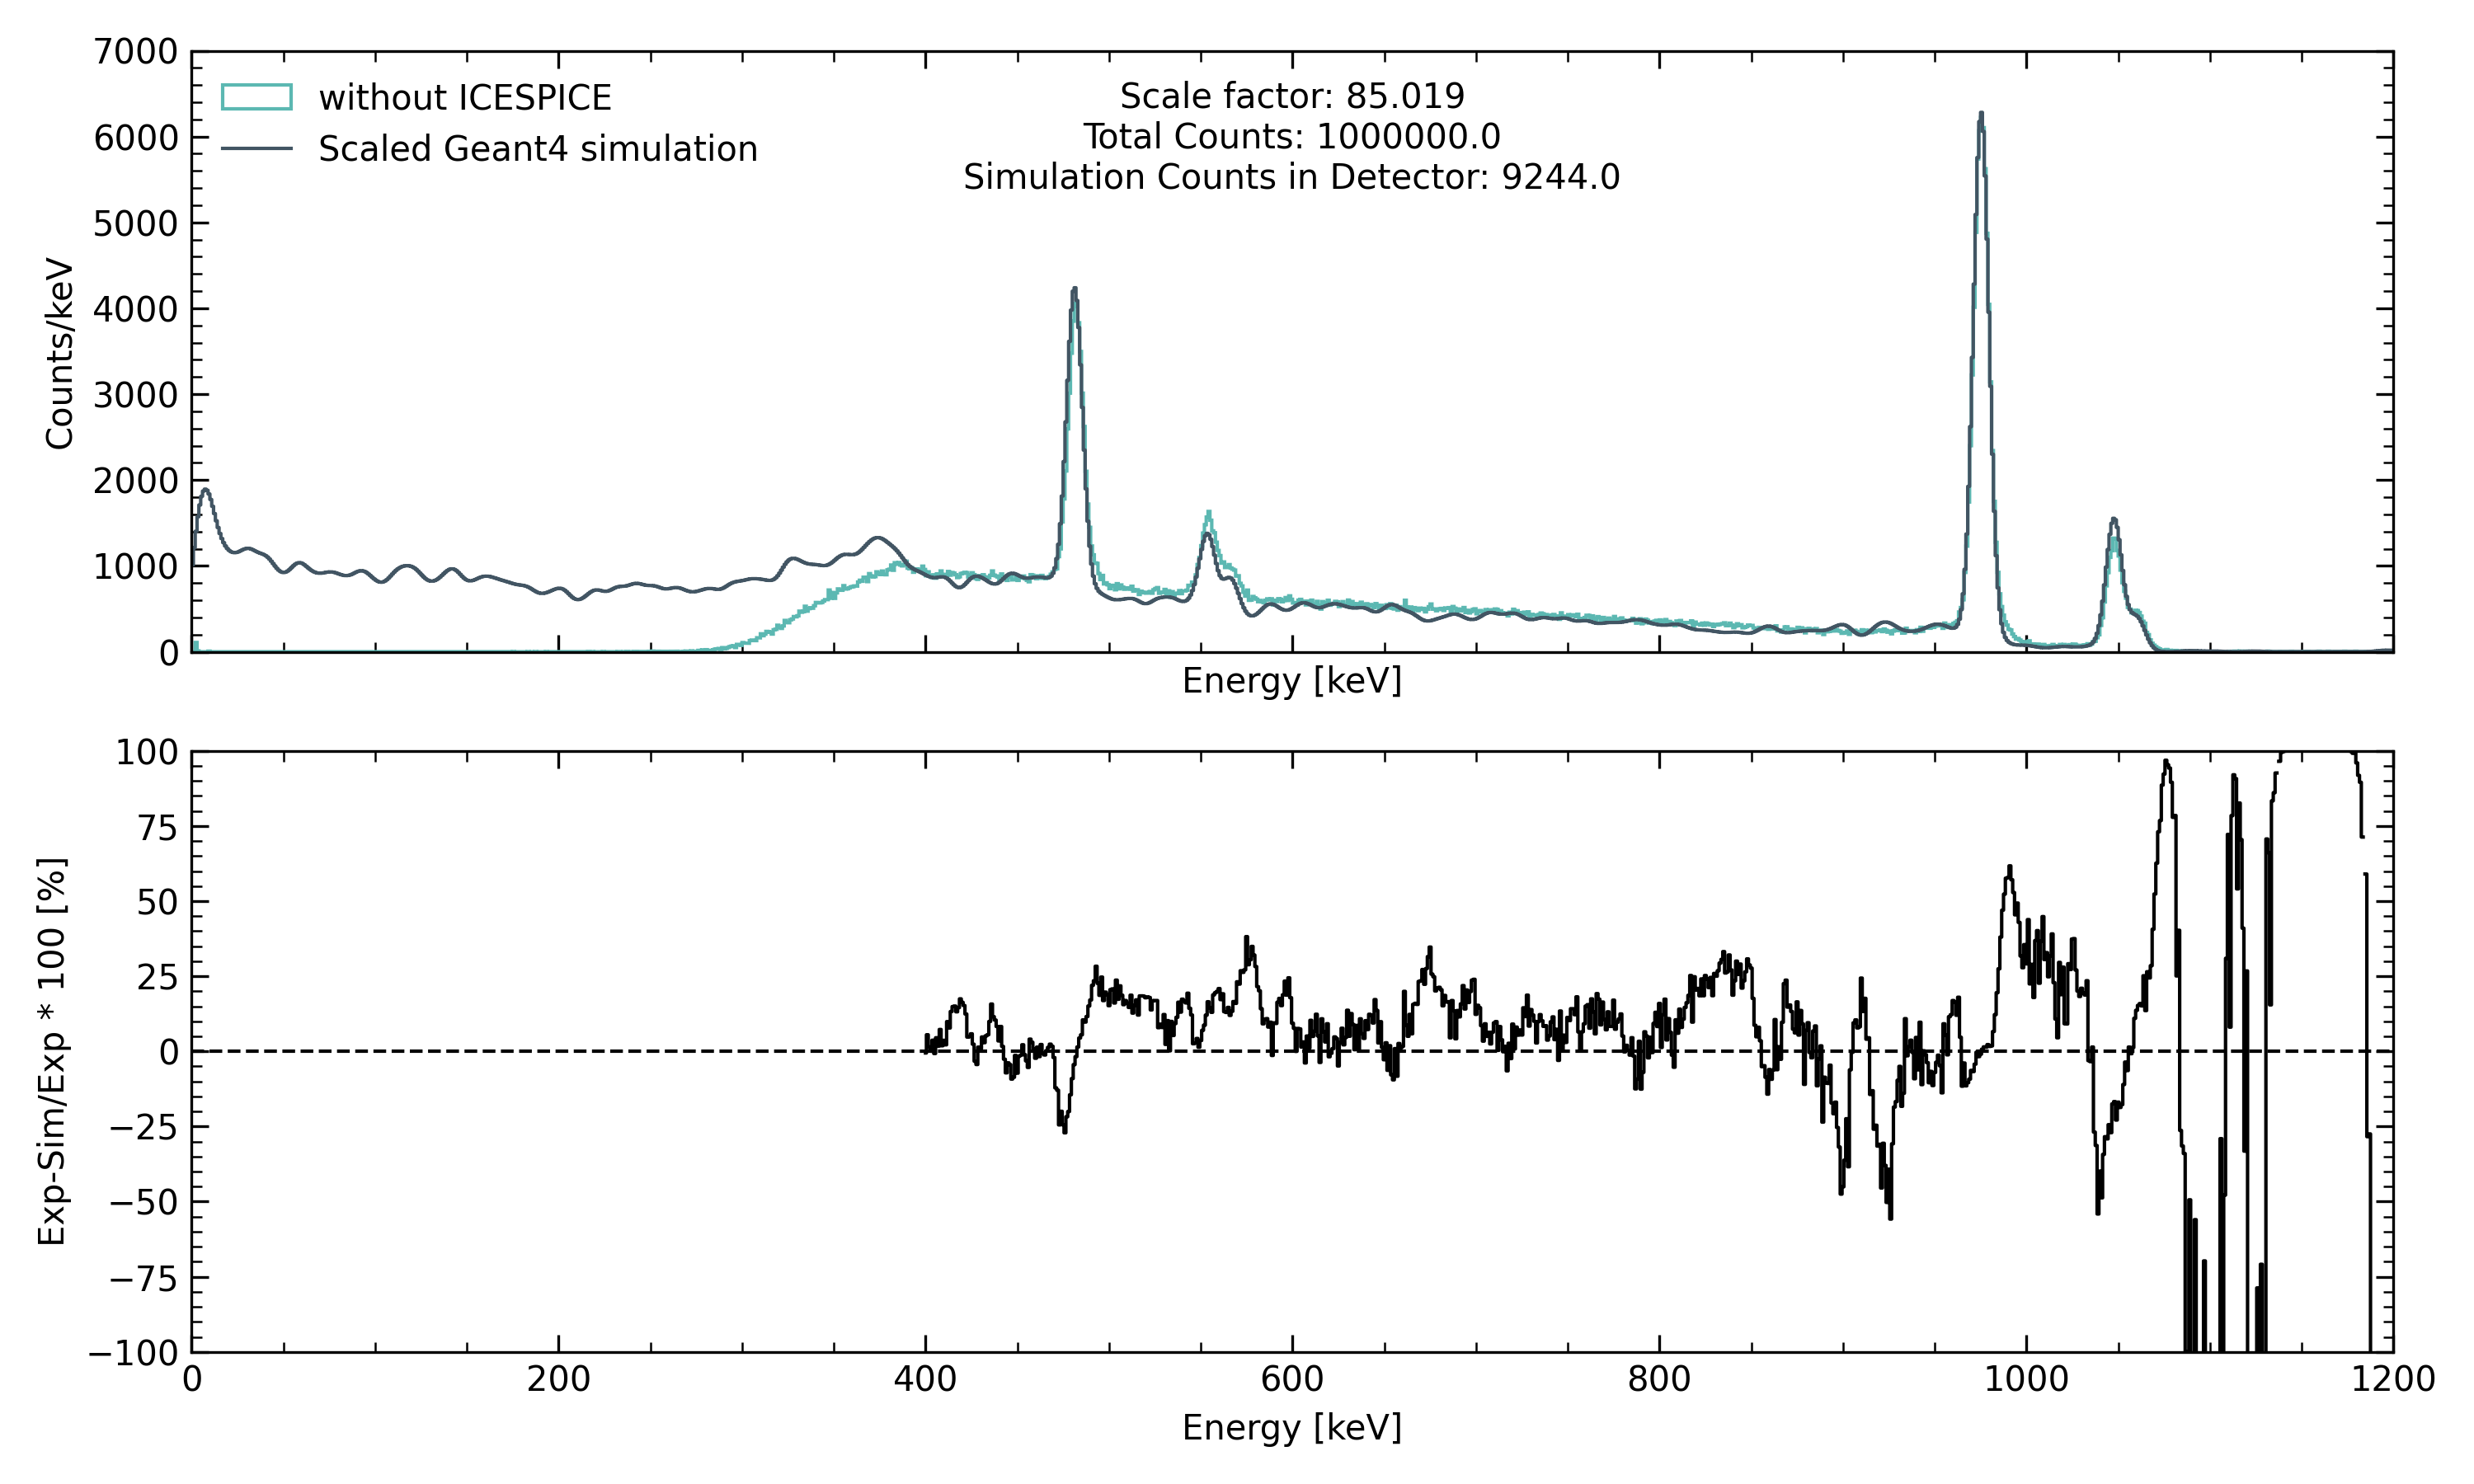 7000
6000
5000
4000
3000
2000
1000
0
Counts/keV
without ICESPICE
Scaled Geant4 simulation
Scale factor: 85.019
Total Counts: 1000000.0
Simulation Counts in Detector: 9244.0
Energy [keV]
100
75
50
25
0
−25
−50
−75
−100
Exp-Sim/Exp * 100 [%]
0 200 400 600 800 1000 1200
Energy [keV]